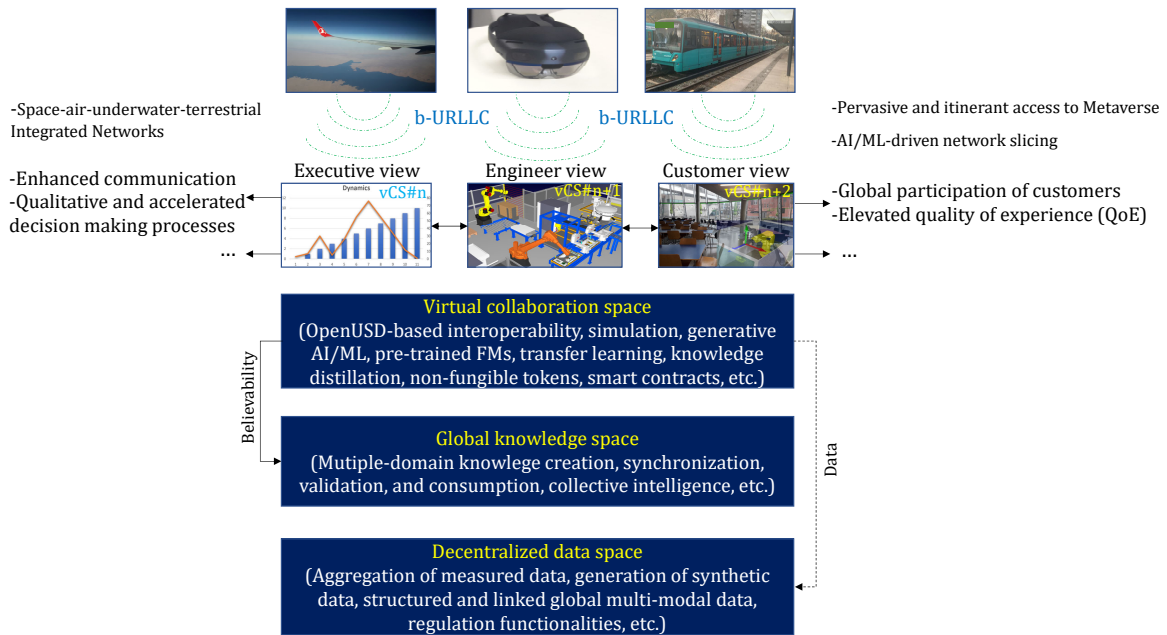 -Space-air-underwater-terrestrial
Integrated Networks
b-URLLC
b-URLLC
-Pervasive and itinerant access to Metaverse
-AI/ML-driven network slicing
Executive view
Engineer view
Customer view
-Enhanced communication
-Qualitative and accelerated
decision making processes
...
Dynamics
vCS#n
vCS#n+1
vCS#n+2
-Global participation of customers
-Elevated quality of experience (QoE)
...
Virtual collaboration space
(OpenUSD-based interoperability, simulation, generative
AI/ML, pre-trained FMs, transfer learning, knowledge
distillation, non-fungible tokens, smart contracts, etc.)
Believability
Global knowledge space
(Mutiple-domain knowlege creation, synchronization,
validation, and consumption, collective intelligence, etc.)
Data
Decentralized data space
(Aggregation of measured data, generation of synthetic
data, structured and linked global multi-modal data,
regulation functionalities, etc.)